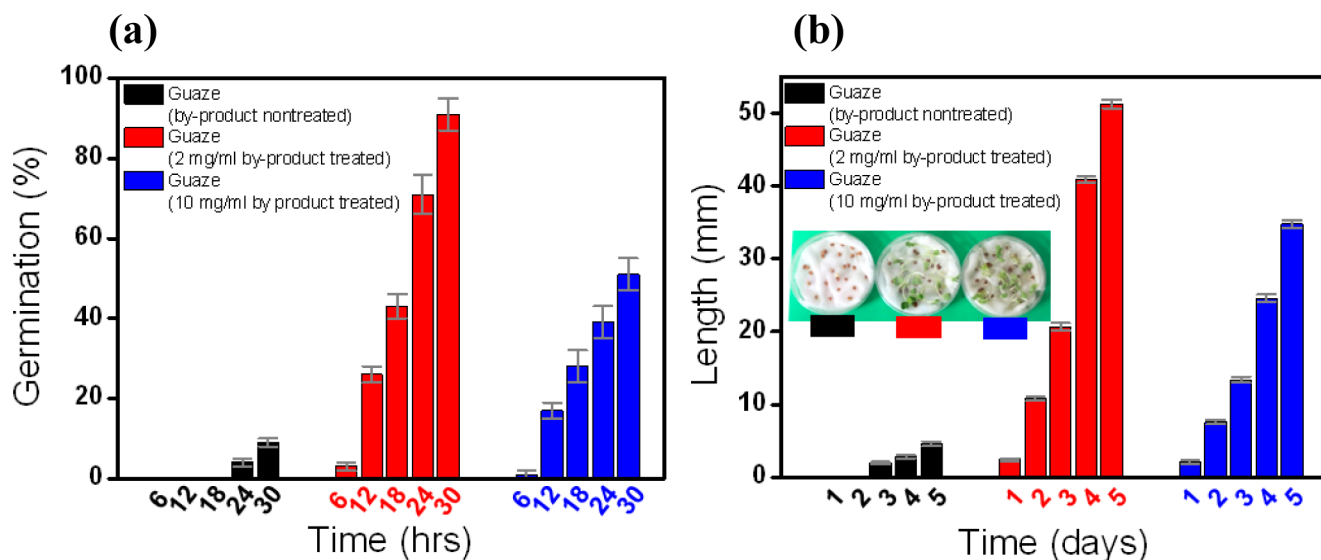 (a)
100
80
60
40
20
0
Germination (%)
Guaze
(by-product nontreated)
Guaze
(2 mg/ml by-product treated)
Guaze
(10 mg/ml by product treated)
6 12 18 24 30 6 12 18 24 30 6 12 18 24 30
Time (hrs)
(b)
50
40
30
20
10
0
Length (mm)
Guaze
(by-product nontreated)
Guaze
(2 mg/ml by-product treated)
Guaze
(10 mg/ml by-product treated)
1 2 3 4 5 1 2 3 4 5 1 2 3 4 5
Time (days)